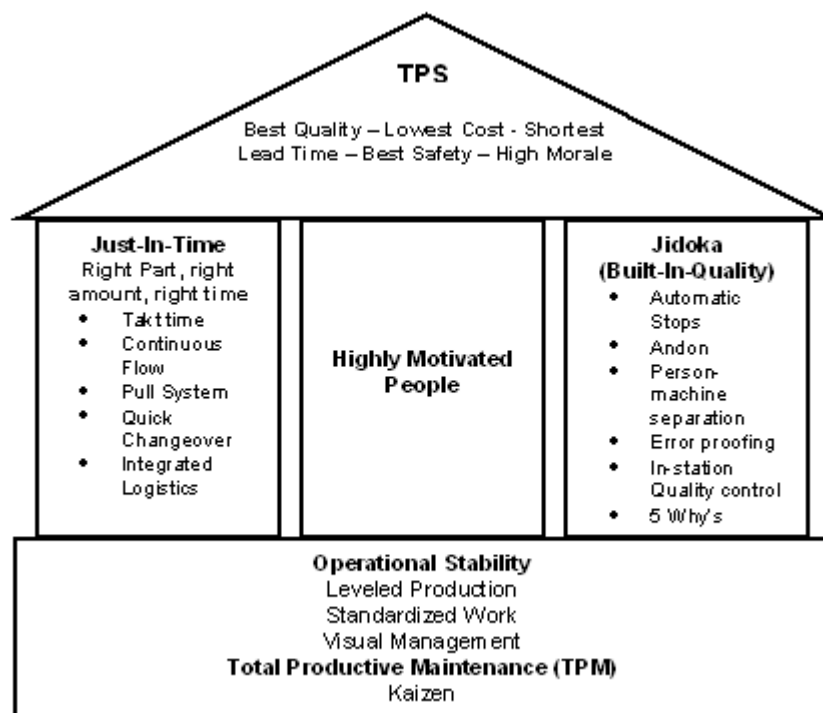 TPS
Best Quality – Lowest Cost - Shortest
Lead Time – Best Safety – High Morale
Just-In-Time
Right Part, right
amount, right time
• Takt time
• Continuous
Flow
• Pull System
• Quick
Changeover
• Integrated
Logistics
Highly Motivated
People
Jidoka
(Built-In-Quality)
• Automatic
Stops
• Andon
• Person-
machine
separation
• Error proofing
• In-station
Quality control
• 5 Why's
Operational Stability
Leveled Production
Standardized Work
Visual Management
Total Productive Maintenance (TPM)
Kaizen